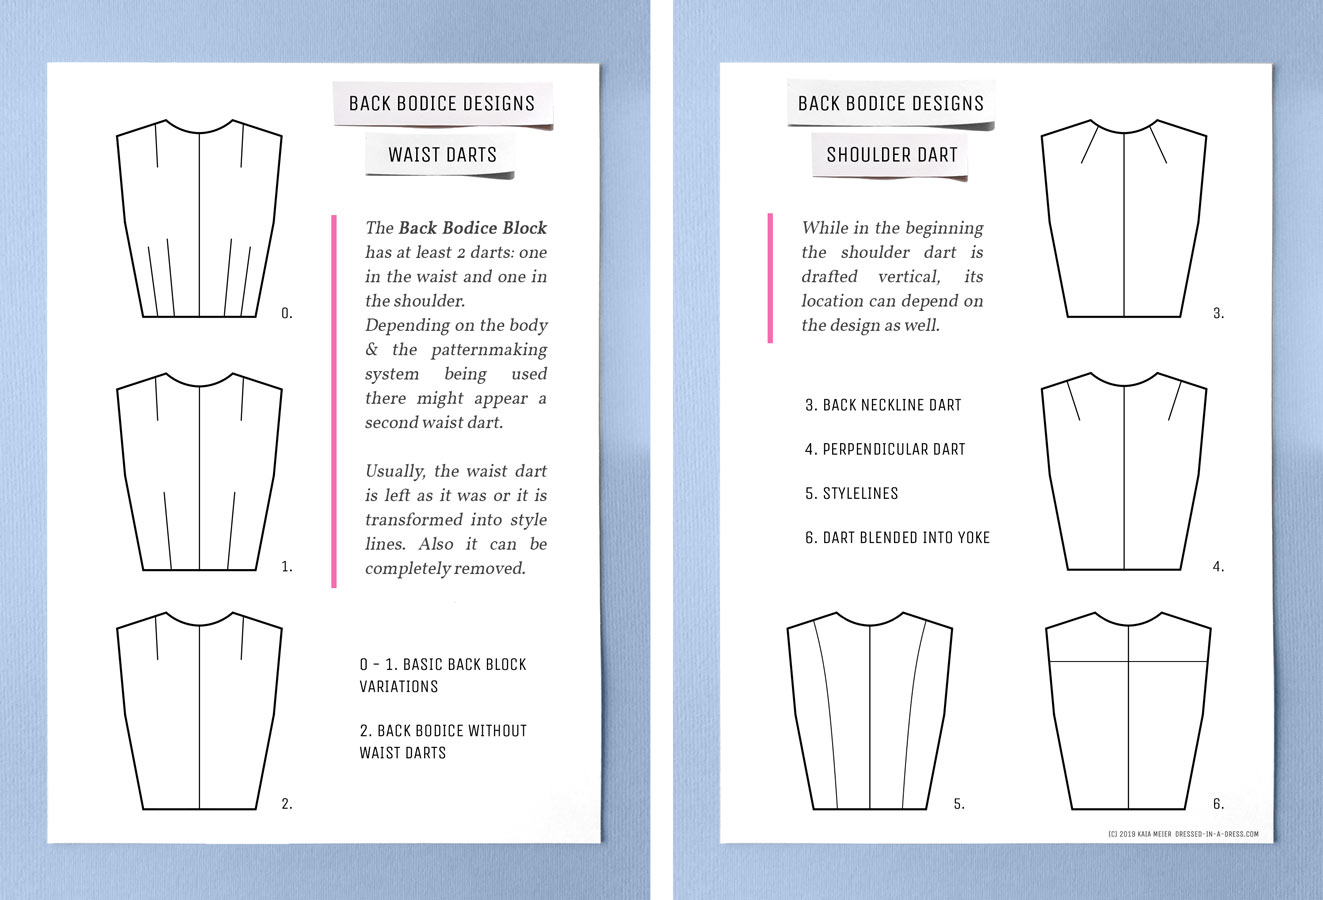 BACK BODICE DESIGNS
WAIST DARTS
The Back Bodice Block
has at least 2 darts: one
in the waist and one in
the shoulder.
Depending on the body
& the patternmaking
system being used
there might appear a
second waist dart.
Usually, the waist dart
is left as it was or it is
transformed into style
lines. Also it can be
completely removed.
0 - 1. BASIC BACK BLOCK
VARIATIONS
2. BACK BODICE WITHOUT
WAIST DARTS
0.
1.
2.
BACK BODICE DESIGNS
SHOULDER DART
While in the beginning
the shoulder dart is
drafted vertical, its
location can depend on
the design as well.
3. BACK NECKLINE DART
4. PERPENDICULAR DART
5. STYLELINES
6. DART BLENDED INTO YOKE
3.
4.
5.
6.
(C) 2019 KAIA MEIER DRESSED-IN-A-DRESS.COM